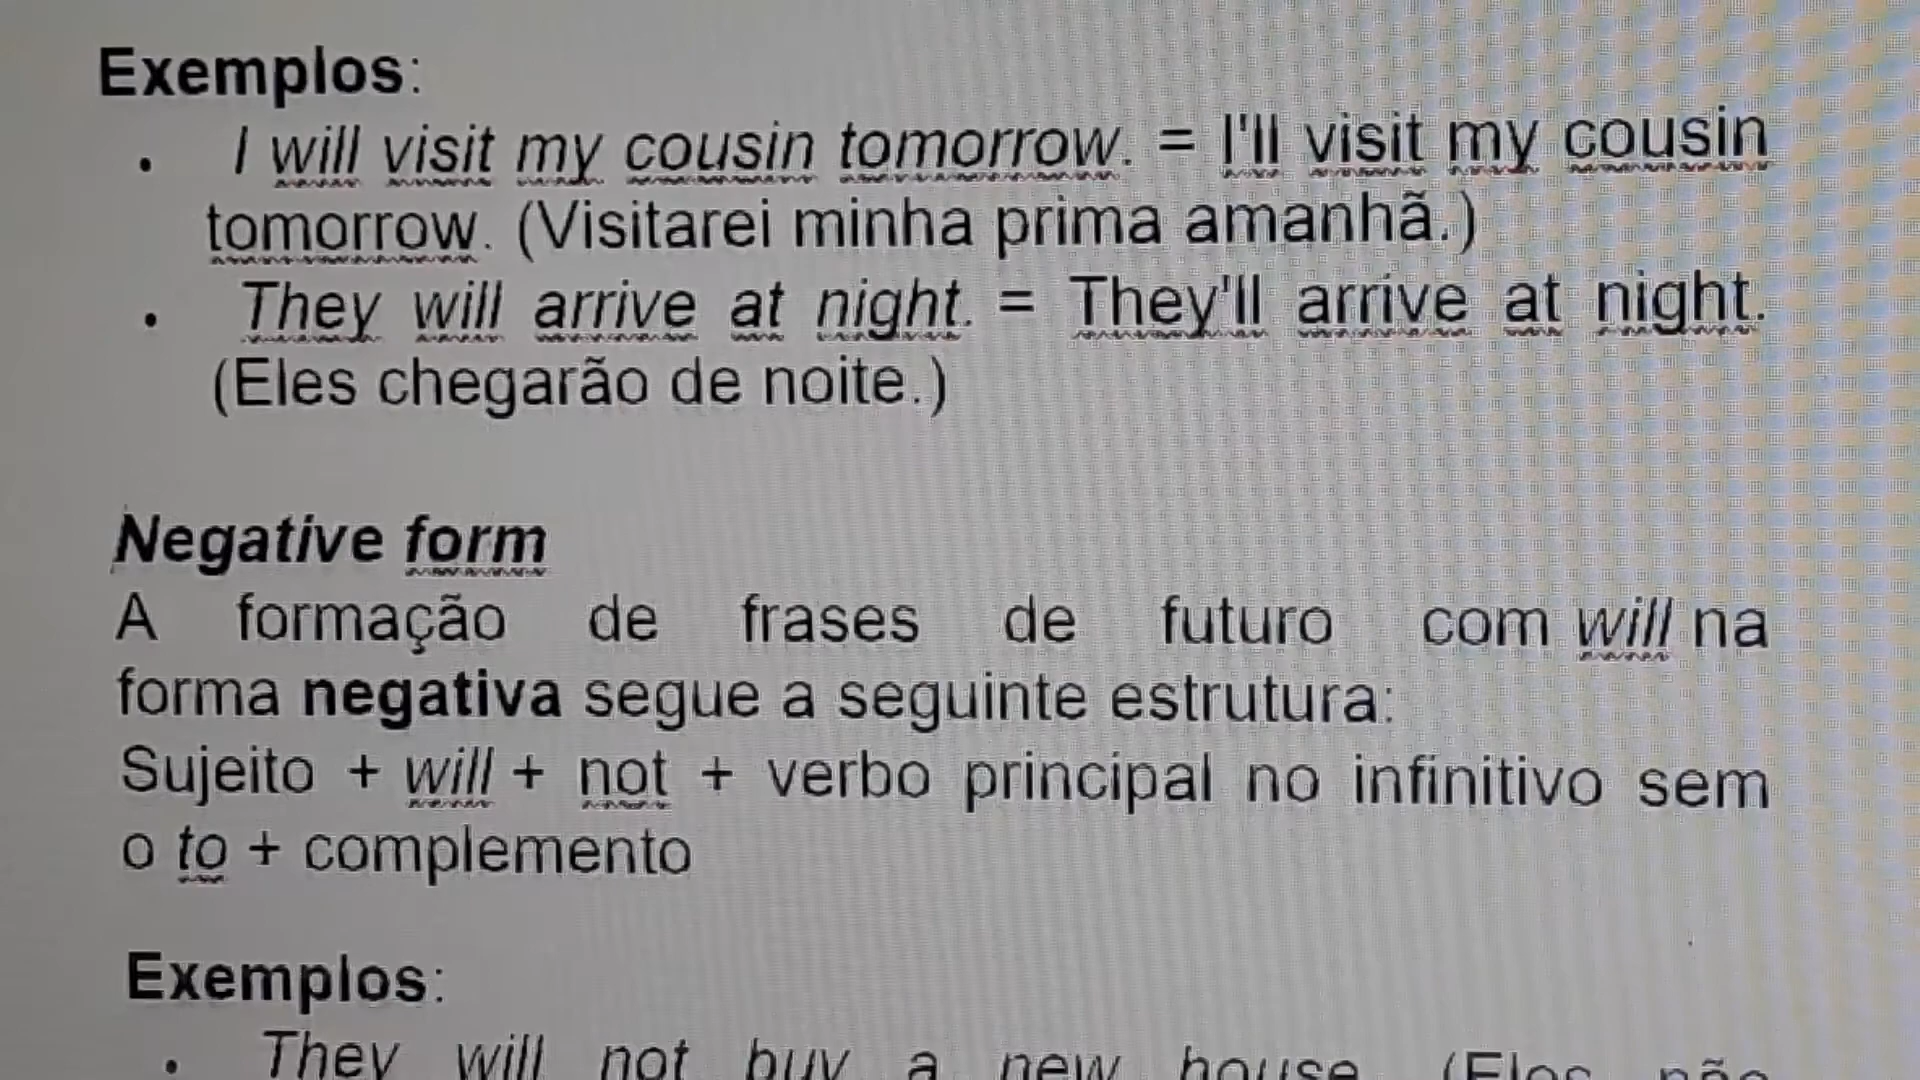 Exemplos:
• I will visit my cousin tomorrow. = I'll visit my cousin
tomorrow. (Visitarei minha prima amanhã.)
• They will arrive at night. = They'll arrive at night.
(Eles chegarão de noite.)
Negative form
A formação de frases de futuro com will na
forma negativa segue a seguinte estrutura:
Sujeito + will + not + verbo principal no infinitivo sem
o to + complemento
Exemplos:
• They will not buy a new house. (Eles não